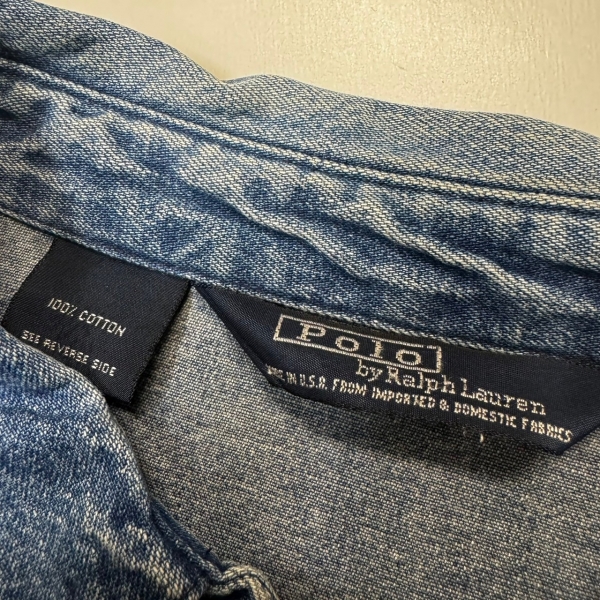 100% COTTON
SEE REVERSE SIDE
Polo
by Ralph Lauren
MADE IN U.S.A. FROM IMPORTED & DOMESTIC FABRICS